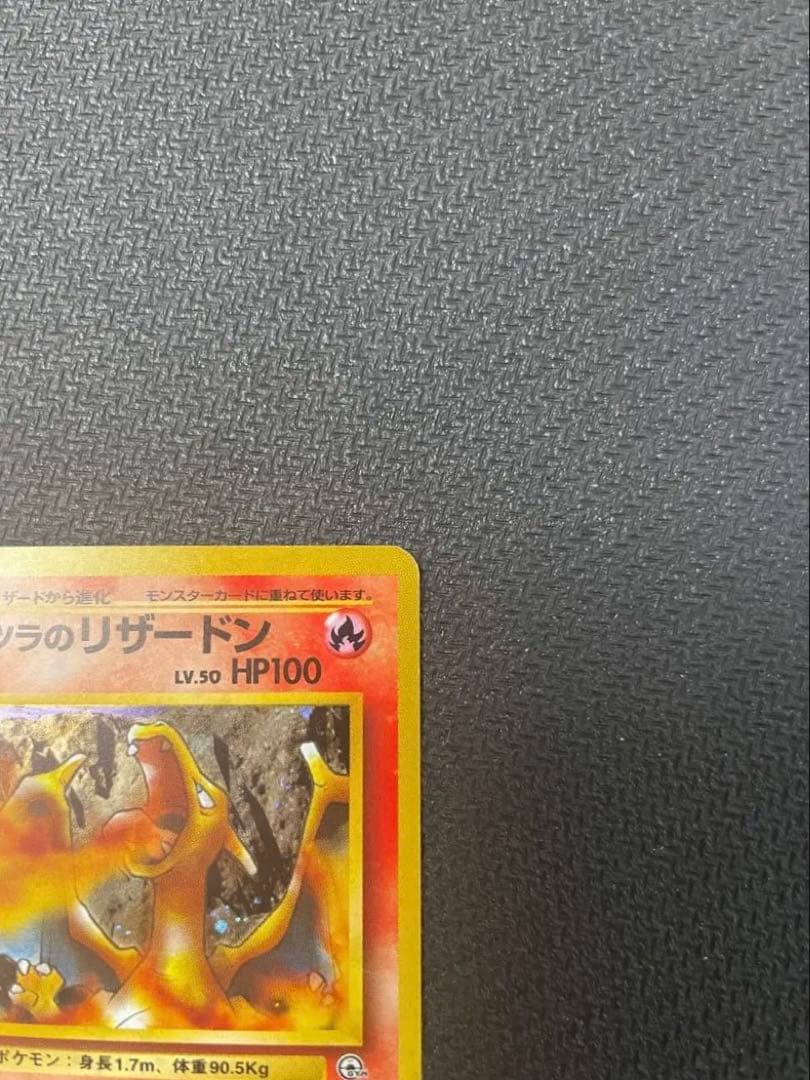 ザードから進化 モンスターカードに重ねて使います。
ツラのリザードン
LV.50 HP100
ポケモン：身長1.7m、体重90.5Kg
GYM